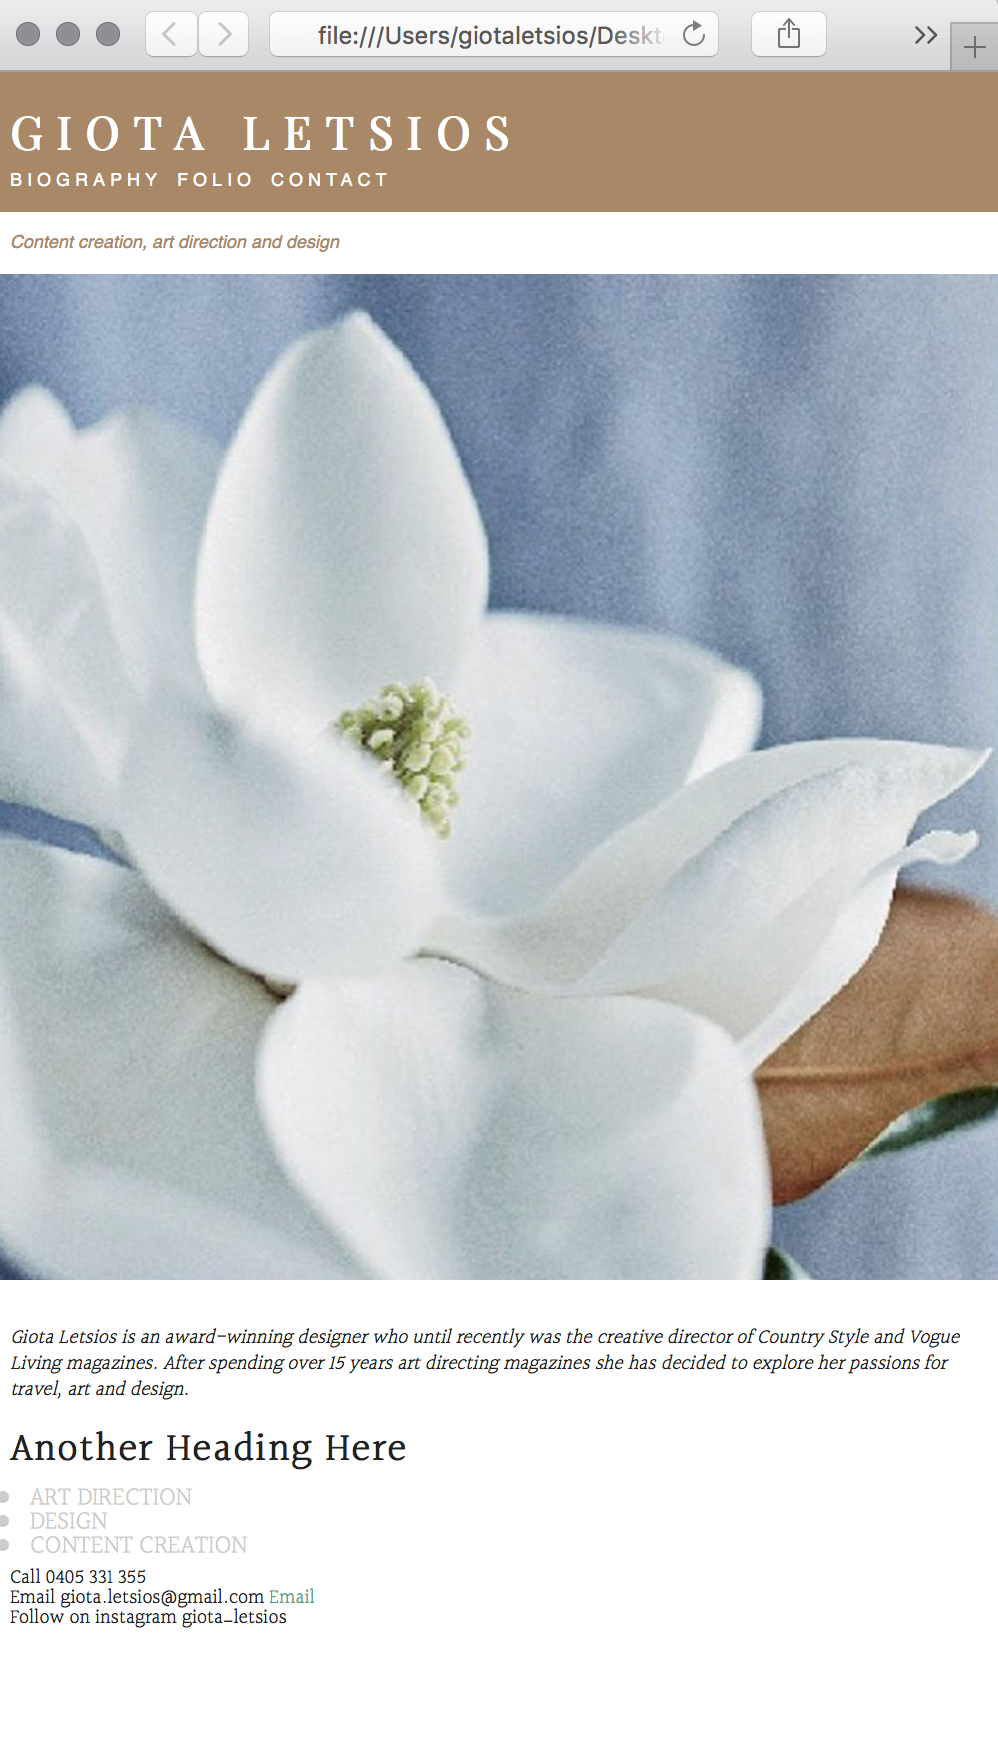 file:///Users/giotaletsios/Deskt
GIOTA LETSIOS
BIOGRAPHY FOLIO CONTACT
Content creation, art direction and design
Giota Letsios is an award-winning designer who until recently was the creative director of Country Style and Vogue
Living magazines. After spending over 15 years art directing magazines she has decided to explore her passions for
travel, art and design.
Another Heading Here
ART DIRECTION
DESIGN
CONTENT CREATION
Call 0405 331 355
Email giota.letsios@gmail.com Email
Follow on instagram giota_letsios